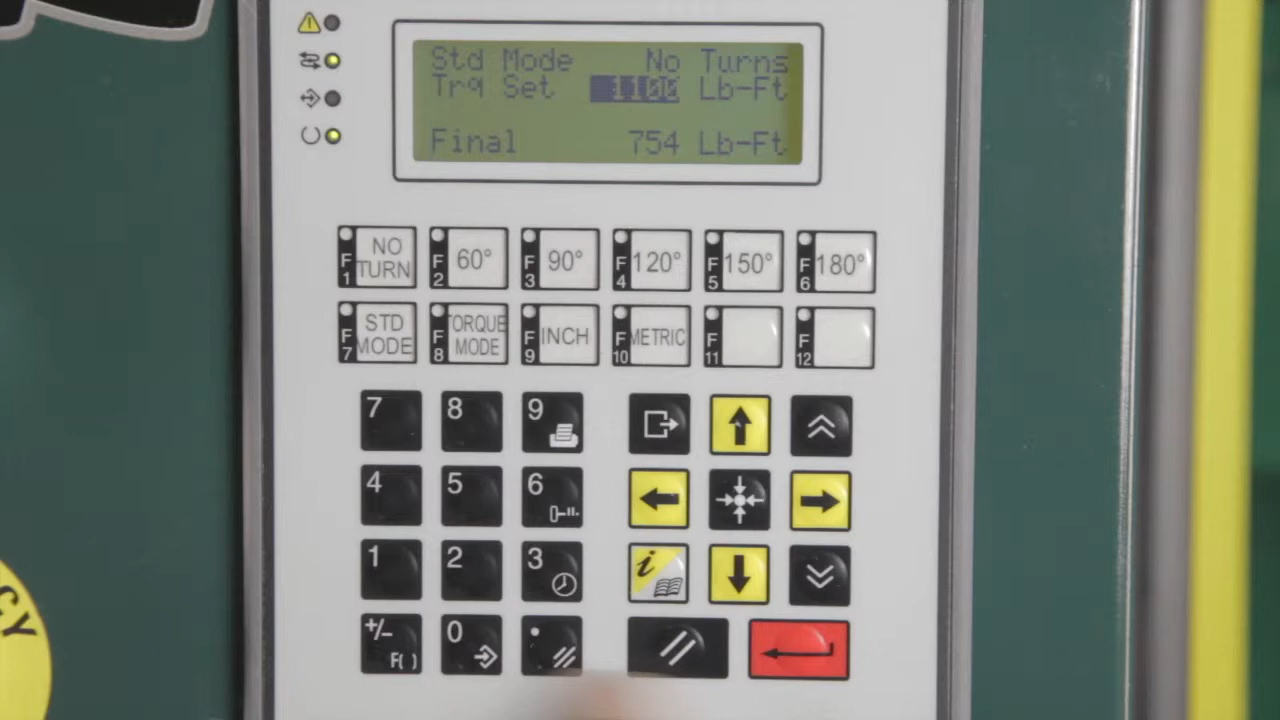 Std Mode No Turns
Trq Set 1100 Lb-Ft
Final 754 Lb-Ft
F1 NO TURN F2 60° F3 90° F4 120° F5 150° F6 180°
F7 STD MODE F8 TORQUE MODE F9 INCH F10 METRIC F11 F12
7 8 9
4 5 6
1 2 3 i
+/- F( ) 0 .
CY